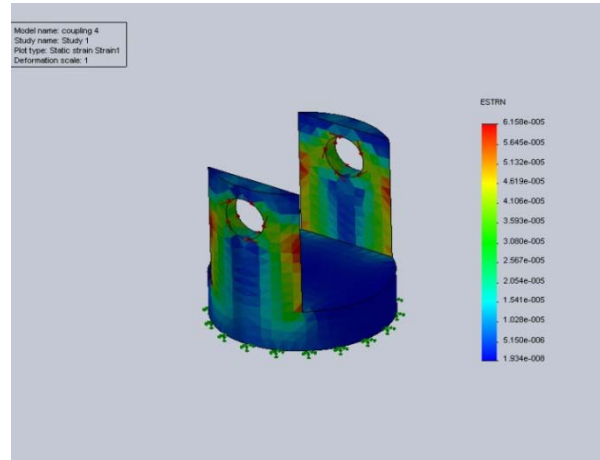 Model name: coupling 4
Study name: Study 1
Plot type: Static strain Strain1
Deformation scale: 1
ESTRN
6.158e-005
5.645e-005
5.132e-005
4.619e-005
4.106e-005
3.593e-005
3.080e-005
2.567e-005
2.054e-005
1.541e-005
1.028e-005
5.150e-006
1.934e-008